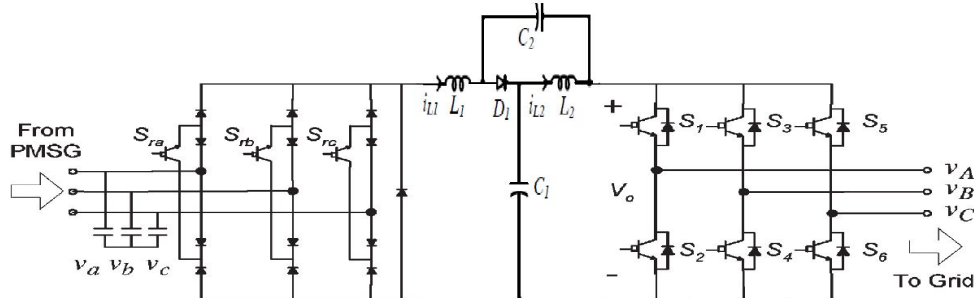 C2
iL1 L1 D1 iL2 L2
From
PMSG
Sra Srb Src
+
S1 S3 S5
C1
Vo
vA
vB
vC
va vb vc
−
S2 S4 S6
To Grid